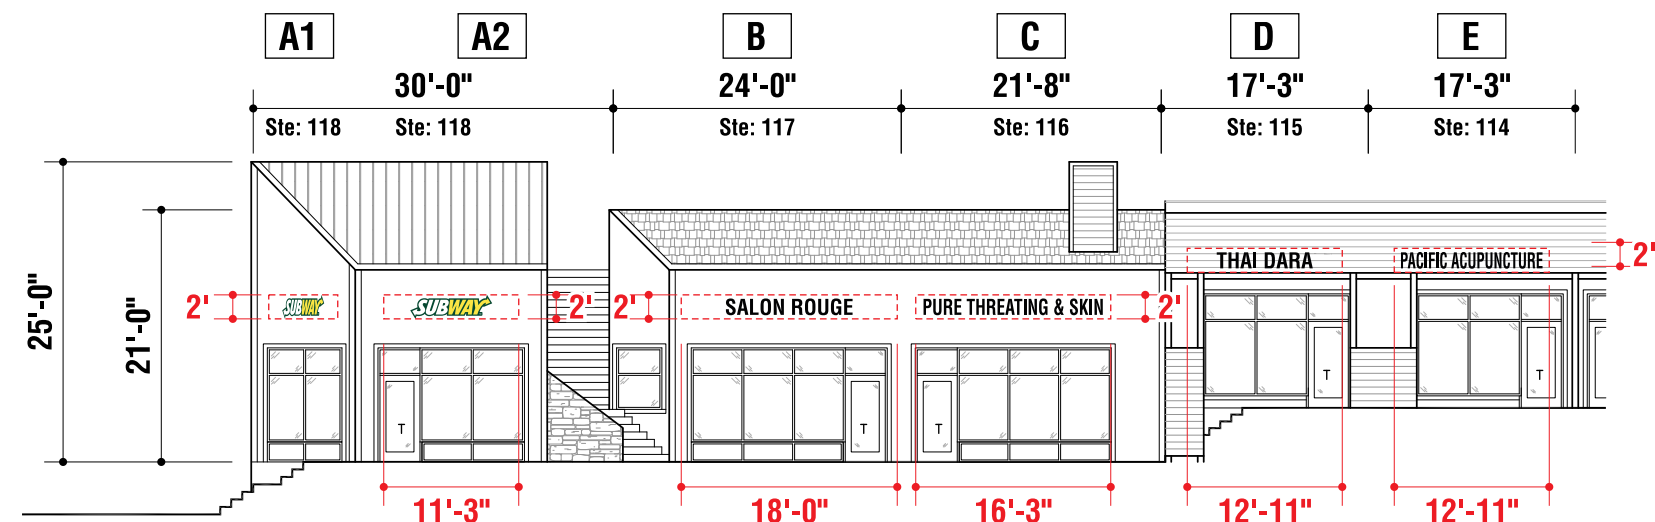 A1 A2 B C D E
30'-0" 24'-0" 21'-8" 17'-3" 17'-3"
Ste: 118 Ste: 118 Ste: 117 Ste: 116 Ste: 115 Ste: 114
25'-0"
21'-0"
2' SUBWAY SUBWAY 2' 2' SALON ROUGE PURE THREATING & SKIN 2' THAI DARA PACIFIC ACUPUNCTURE 2'
T T T T T
11'-3" 18'-0" 16'-3" 12'-11" 12'-11"